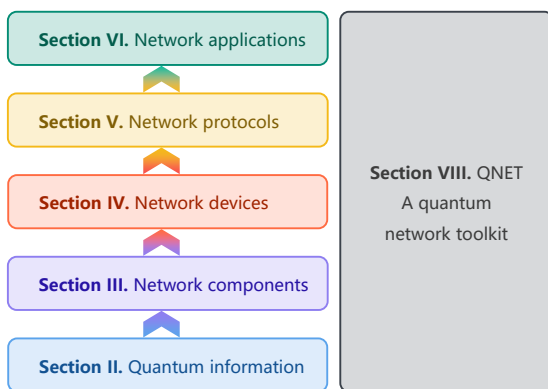 Section VI. Network applications
Section V. Network protocols
Section IV. Network devices
Section III. Network components
Section II. Quantum information
Section VIII. QNET
A quantum
network toolkit